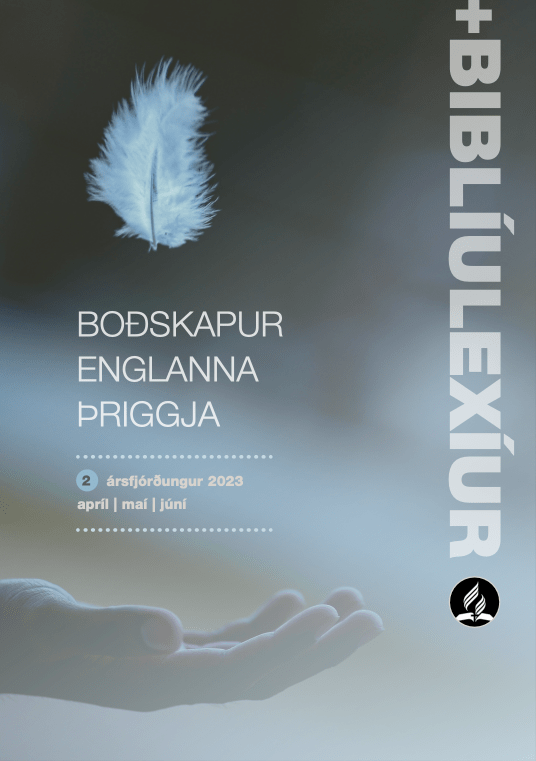 +BIBLÍULEXÍUR
BOÐSKAPUR
ENGLANNA
ÞRIGGJA
2 ársfjórðungur 2023
apríl | maí | júní